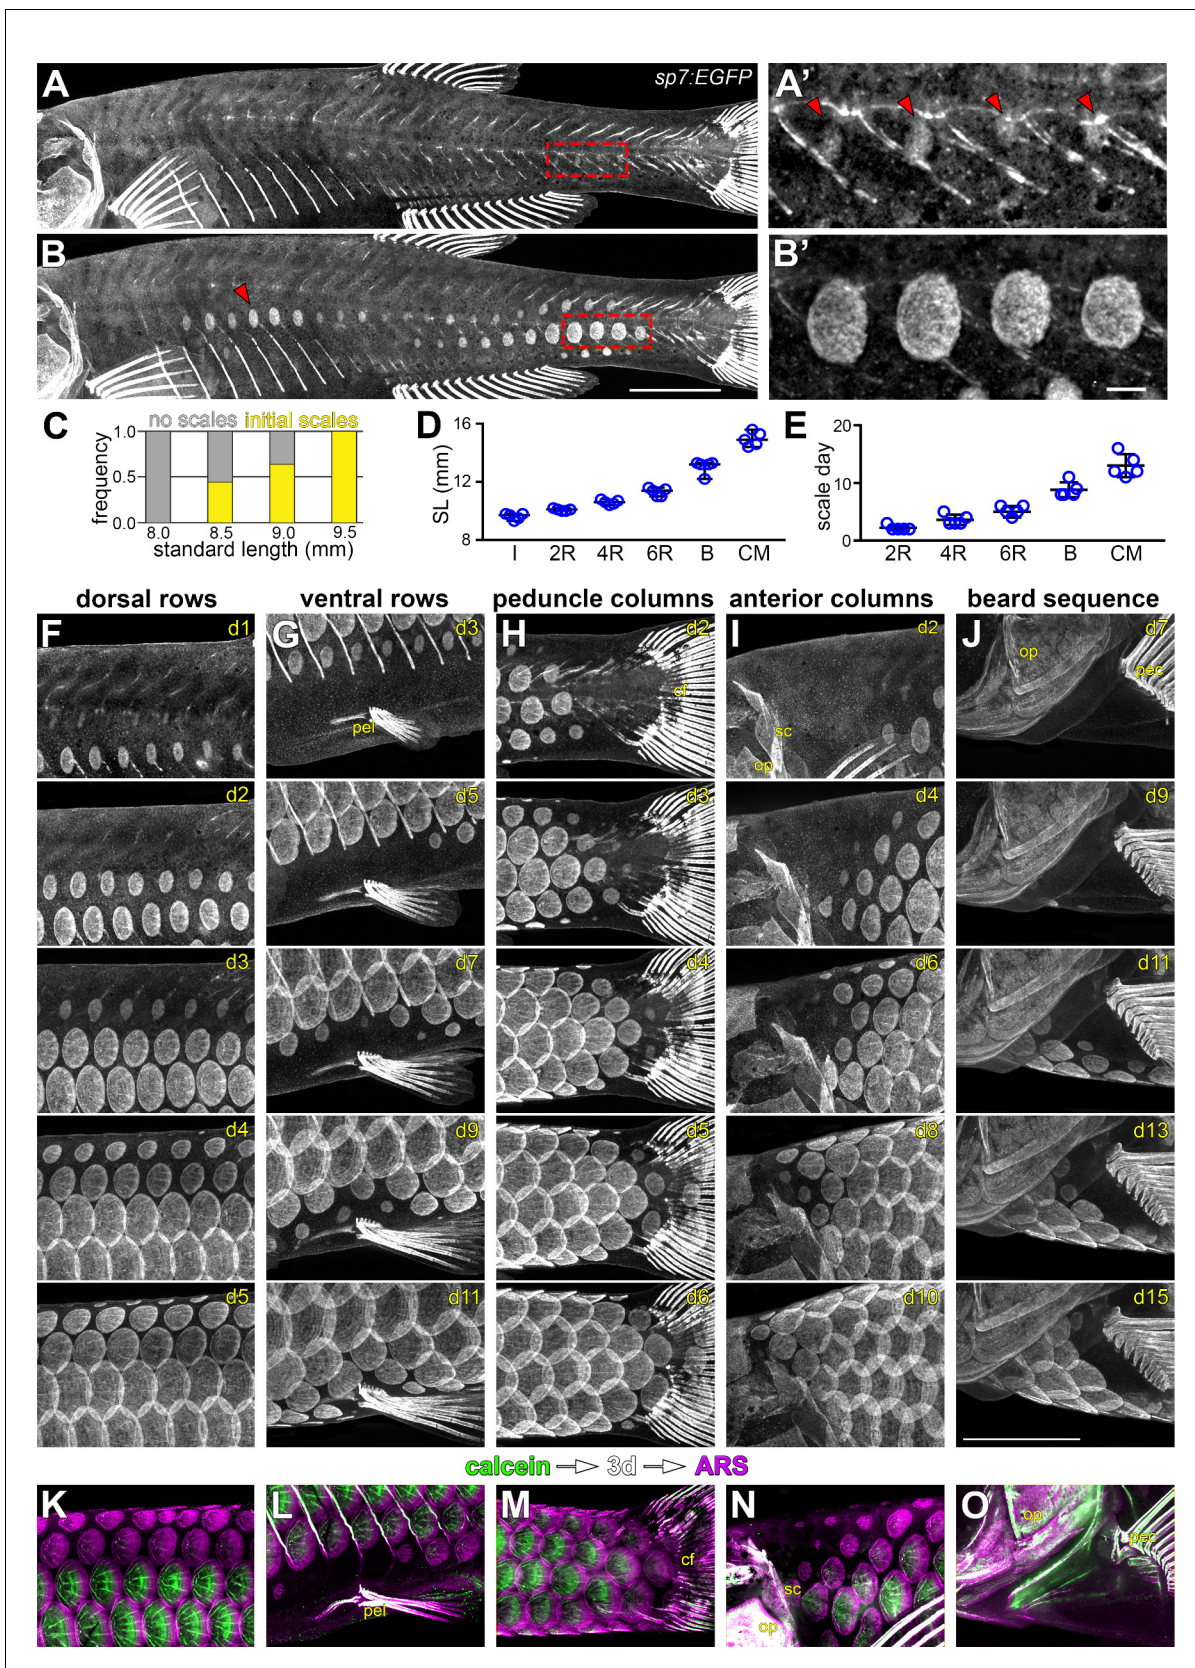 A
sp7:EGFP
A'
B
B'
C
no scales
initial scales
frequency
1.0
0.5
0.0
8.0
8.5
9.0
9.5
standard length (mm)
D
SL (mm)
16
12
8
I
2R
4R
6R
B
CM
E
scale day
20
10
0
2R
4R
6R
B
CM
dorsal rows
ventral rows
peduncle columns
anterior columns
beard sequence
F
d1
G
d3
pel
H
d2
cf
I
d2
sc
op
J
d7
op
pec
d2
d5
d3
d4
d9
d3
d7
d4
d6
d11
d4
d9
d5
d8
d13
d5
d11
d6
d10
d15
calcein
3d
ARS
K
L
pel
M
cf
N
sc
op
O
op
pec